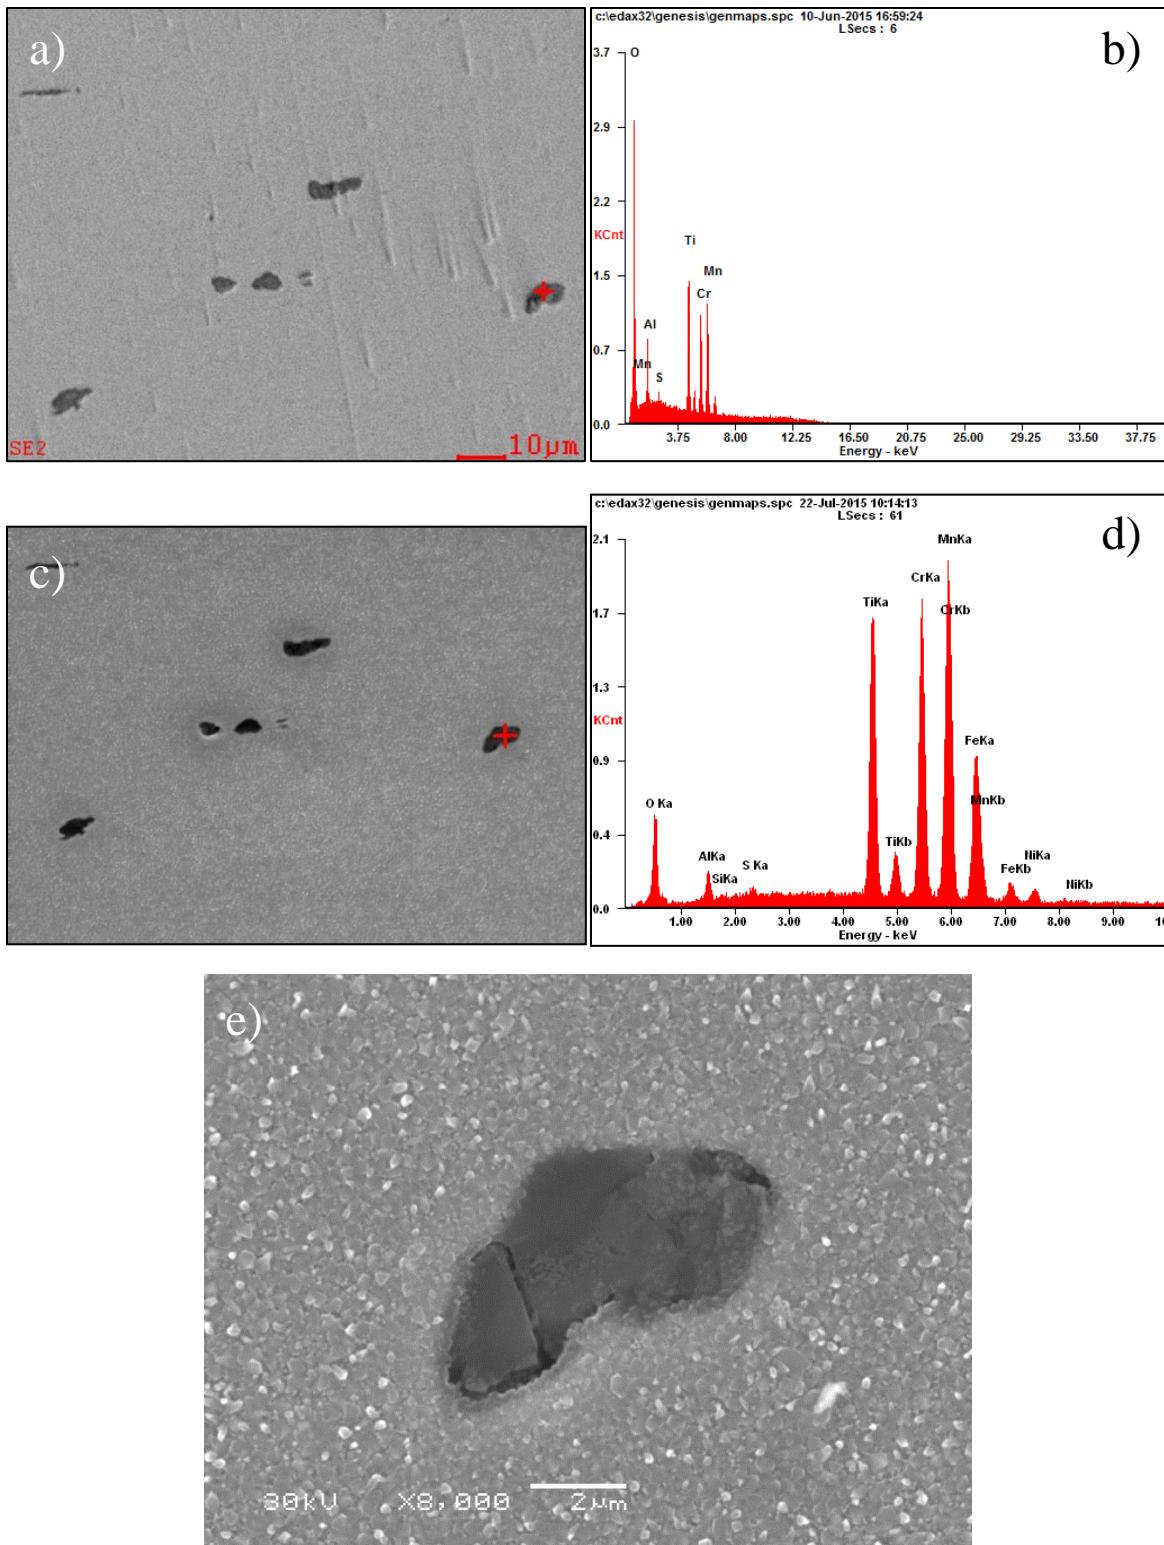 a)
SE2
10µm
c:\edax32\genesis\genmaps.spc 10-Jun-2015 16:59:24
LSecs : 6
b)
3.7
O
2.9
2.2
KCnt
Ti
1.5
Mn
Cr
Al
0.7
Mn
S
0.0
3.75 8.00 12.25 16.50 20.75 25.00 29.25 33.50 37.75
Energy - keV
c)
c:\edax32\genesis\genmaps.spc 22-Jul-2015 10:14:13
LSecs : 61
d)
2.1
MnKa
CrKa
TiKa
CrKb
1.7
1.3
KCnt
FeKa
0.9
MnKb
O Ka
0.4
TiKb
AlKa
S Ka
NiKa
SiKa
FeKb
NiKb
0.0
1.00 2.00 3.00 4.00 5.00 6.00 7.00 8.00 9.00 10
Energy - keV
e)
30kV X8,000 2µm